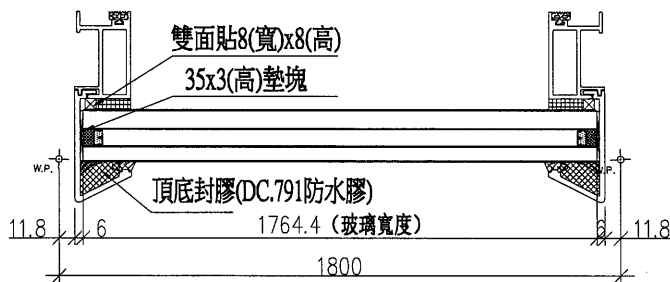 雙面貼8(寬)x8(高)
35x3(高)墊塊
W.P.
W.P.
頂底封膠(DC.791防水膠)
11.8 6 1764.4 (玻璃寬度) 6 11.8
1800